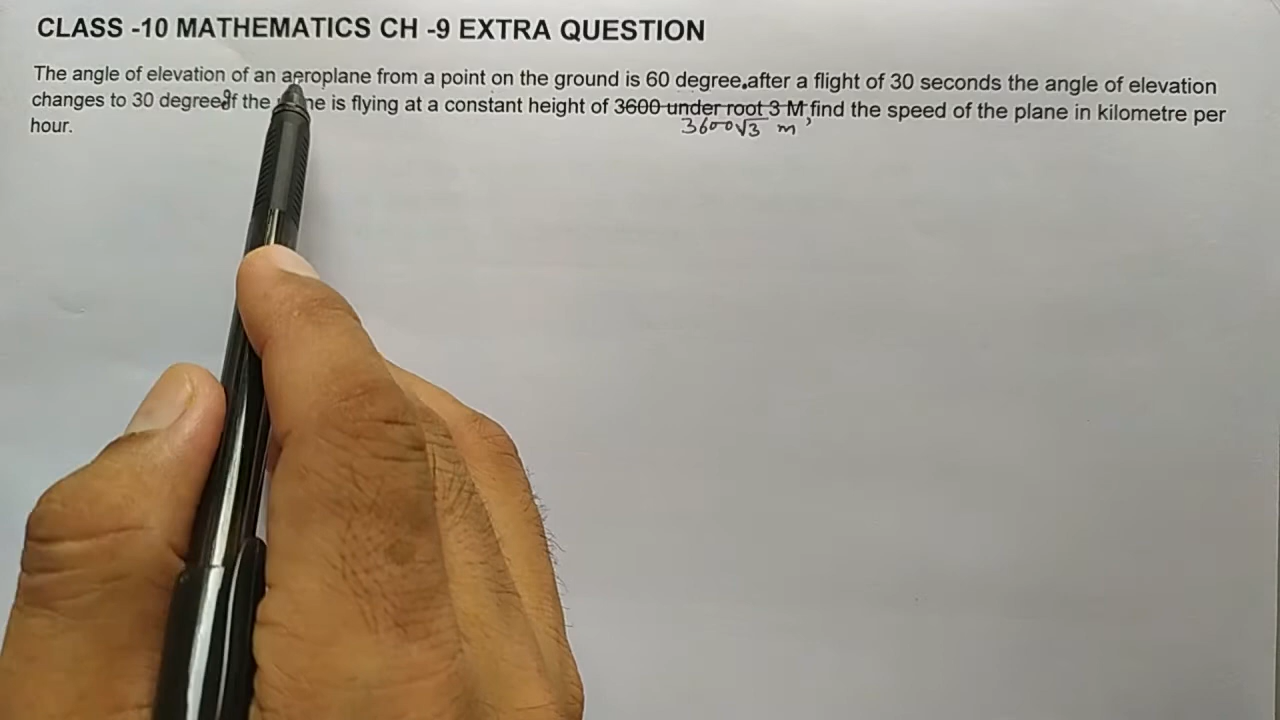 CLASS -10 MATHEMATICS CH -9 EXTRA QUESTION
The angle of elevation of an aeroplane from a point on the ground is 60 degree.after a flight of 30 seconds the angle of elevation
changes to 30 degree If the is flying at a constant height of 3600 under root 3 M,find the speed of the plane in kilometre per
3600√3 m,
hour.